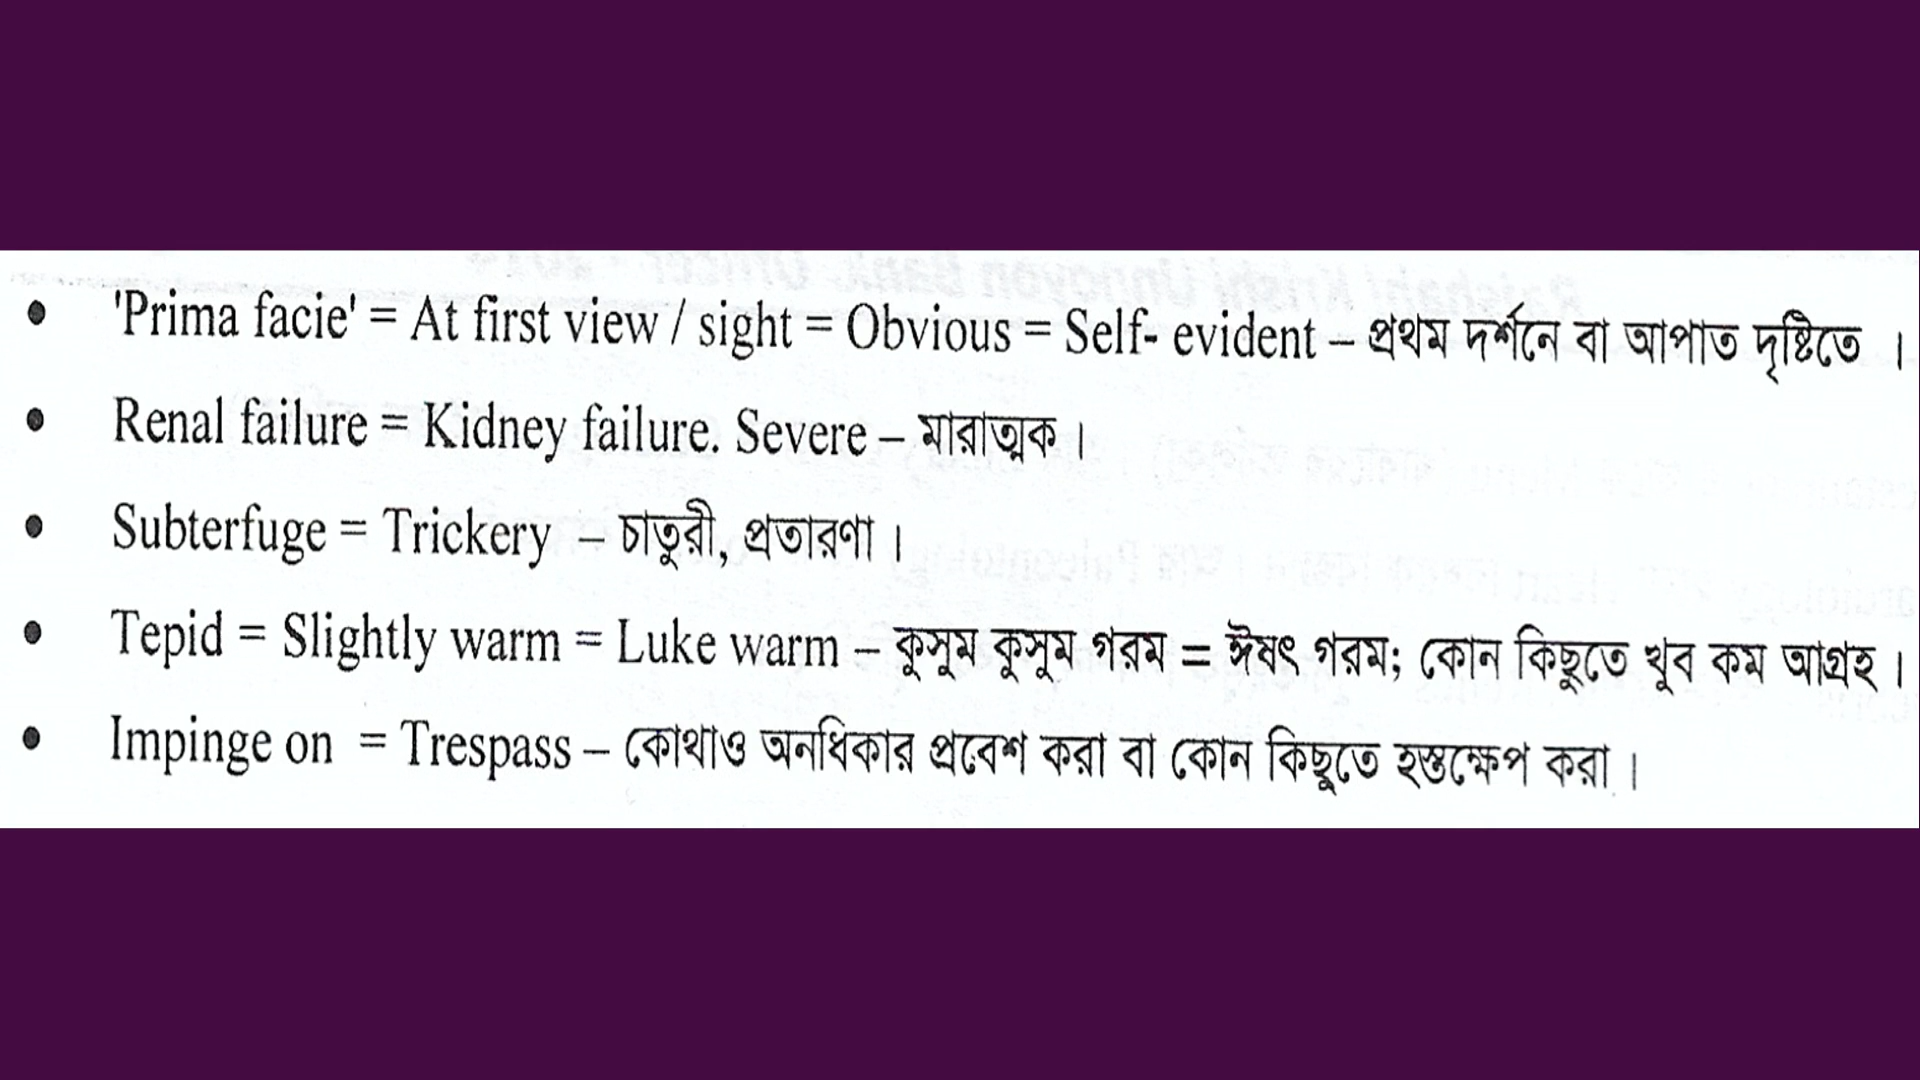 • 'Prima facie' = At first view / sight = Obvious = Self- evident – প্রথম দর্শনে বা আপাত দৃষ্টিতে ।
• Renal failure = Kidney failure. Severe – মারাত্মক ।
• Subterfuge = Trickery – চাতুরী, প্রতারণা ।
• Tepid = Slightly warm = Luke warm – কুসুম কুসুম গরম = ঈষৎ গরম; কোন কিছুতে খুব কম আগ্রহ ।
• Impinge on = Trespass – কোথাও অনধিকার প্রবেশ করা বা কোন কিছুতে হস্তক্ষেপ করা ।